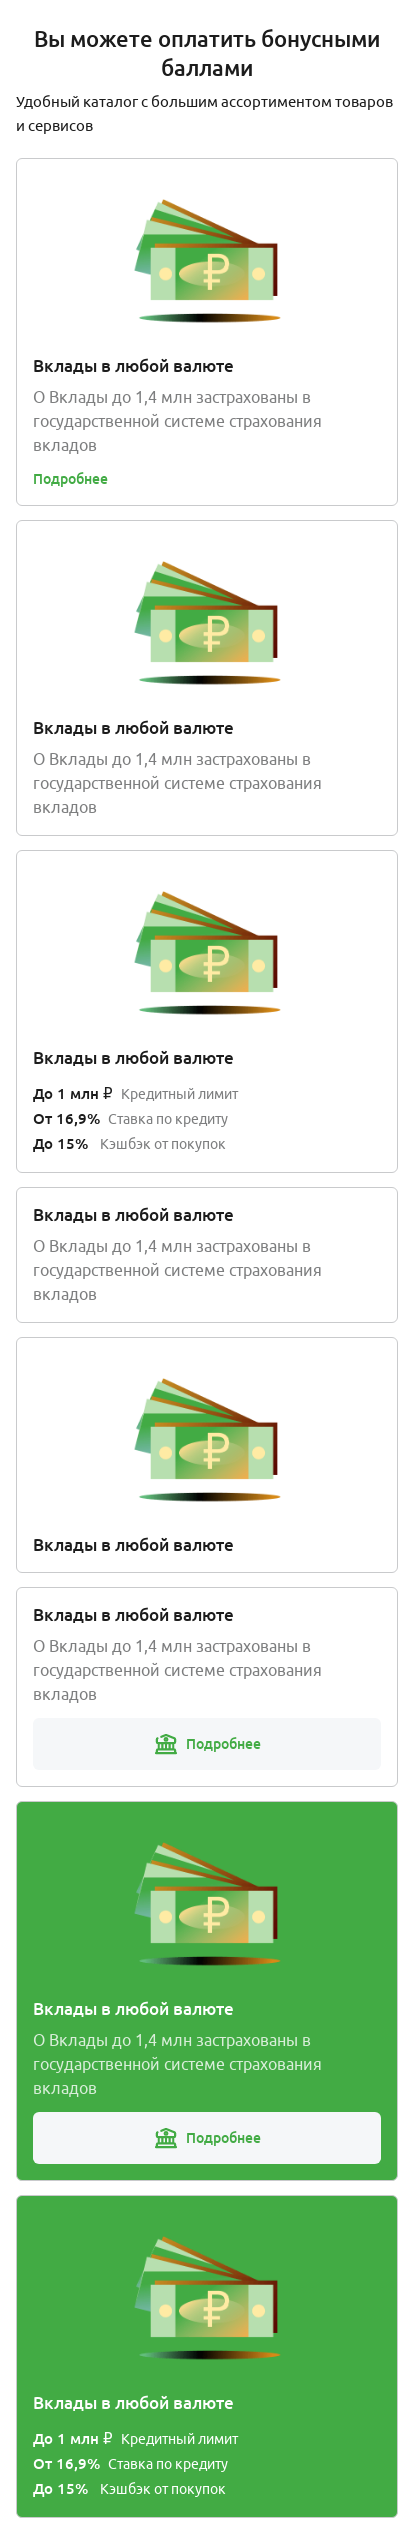 Вы можете оплатить бонусными
баллами
Удобный каталог с большим ассортиментом товаров
и сервисов
₽
Вклады в любой валюте
О Вклады до 1,4 млн застрахованы в
государственной системе страхования
вкладов
Подробнее
₽
Вклады в любой валюте
О Вклады до 1,4 млн застрахованы в
государственной системе страхования
вкладов
₽
Вклады в любой валюте
До 1 млн ₽ Кредитный лимит
От 16,9% Ставка по кредиту
До 15% Кэшбэк от покупок
Вклады в любой валюте
О Вклады до 1,4 млн застрахованы в
государственной системе страхования
вкладов
₽
Вклады в любой валюте
Вклады в любой валюте
О Вклады до 1,4 млн застрахованы в
государственной системе страхования
вкладов
Подробнее
₽
Вклады в любой валюте
О Вклады до 1,4 млн застрахованы в
государственной системе страхования
вкладов
Подробнее
₽
Вклады в любой валюте
До 1 млн ₽ Кредитный лимит
От 16,9% Ставка по кредиту
До 15% Кэшбэк от покупок